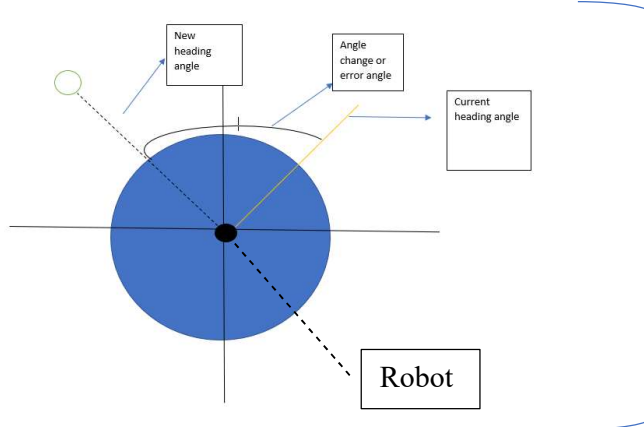 New
heading
angle
Angle
change or
error angle
Current
heading angle
Robot